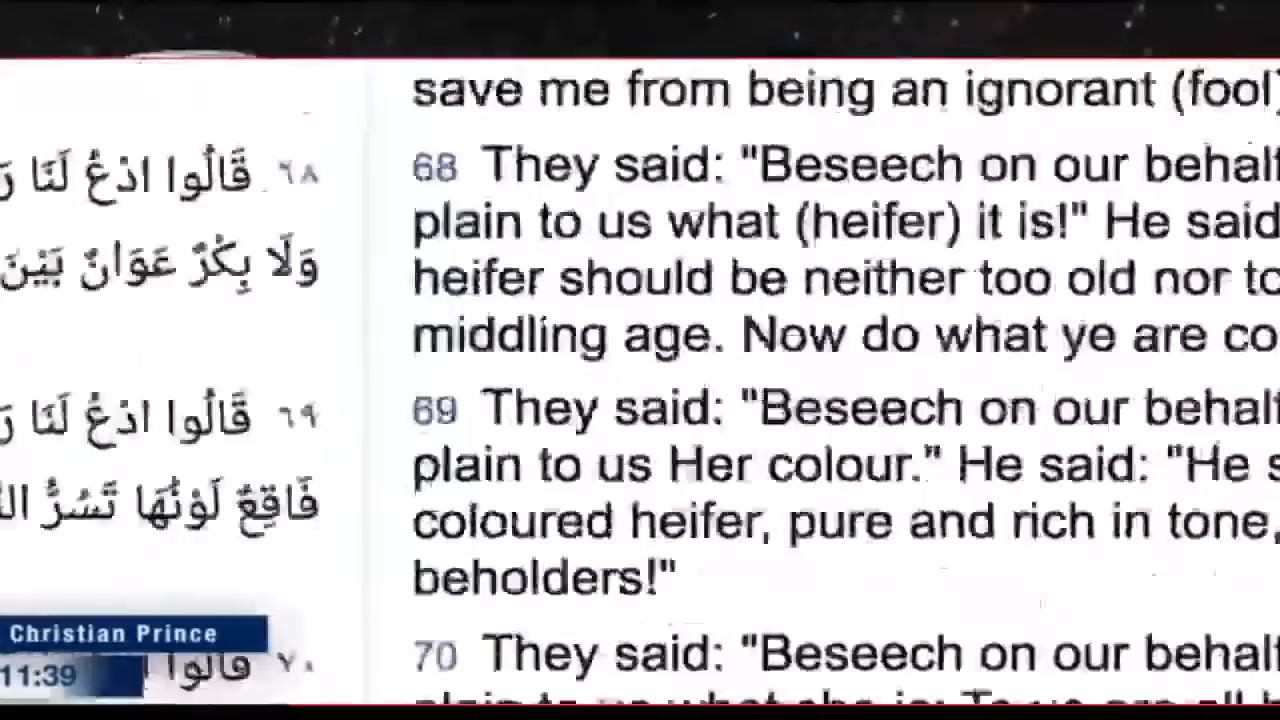 save me from being an ignorant (fool)
٦٨ قَالُوا ادْعُ لَنَا
وَلَا بِكْرٌ عَوَانٌ بَيْنَ
68 They said: "Beseech on our behalf
plain to us what (heifer) it is!" He said
heifer should be neither too old nor to
middling age. Now do what ye are co
٦٩ قَالُوا ادْعُ لَنَا
فَاقِعٌ لَوْنُهَا تَسُرُّ
69 They said: "Beseech on our behalf
plain to us Her colour." He said: "He s
coloured heifer, pure and rich in tone,
beholders!"
٧٠ قالوا
70 They said: "Beseech on our behalf
Christian Prince
11:39